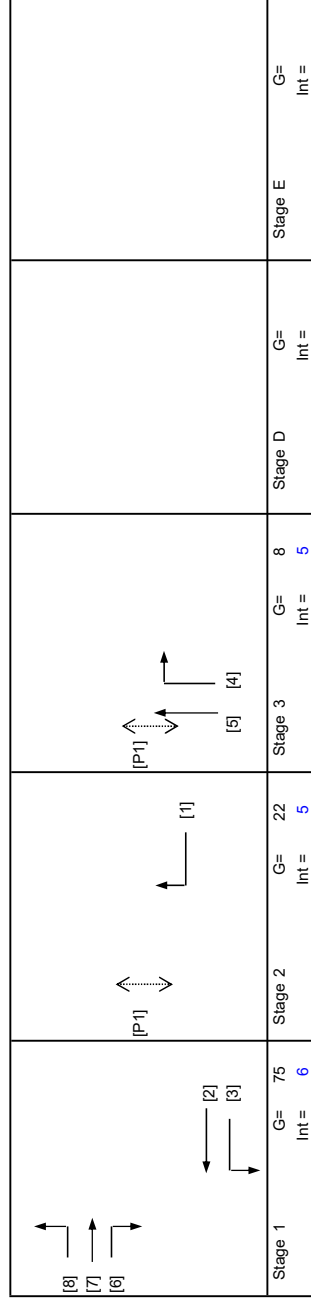 [8]
[7]
[6]
[2]
[3]
Stage 1 G= 75
Int = 6
[P1]
[1]
Stage 2 G= 22
Int = 5
[P1]
[5]
[4]
Stage 3 G= 8
Int = 5
Stage D G=
Int =
Stage E G=
Int =